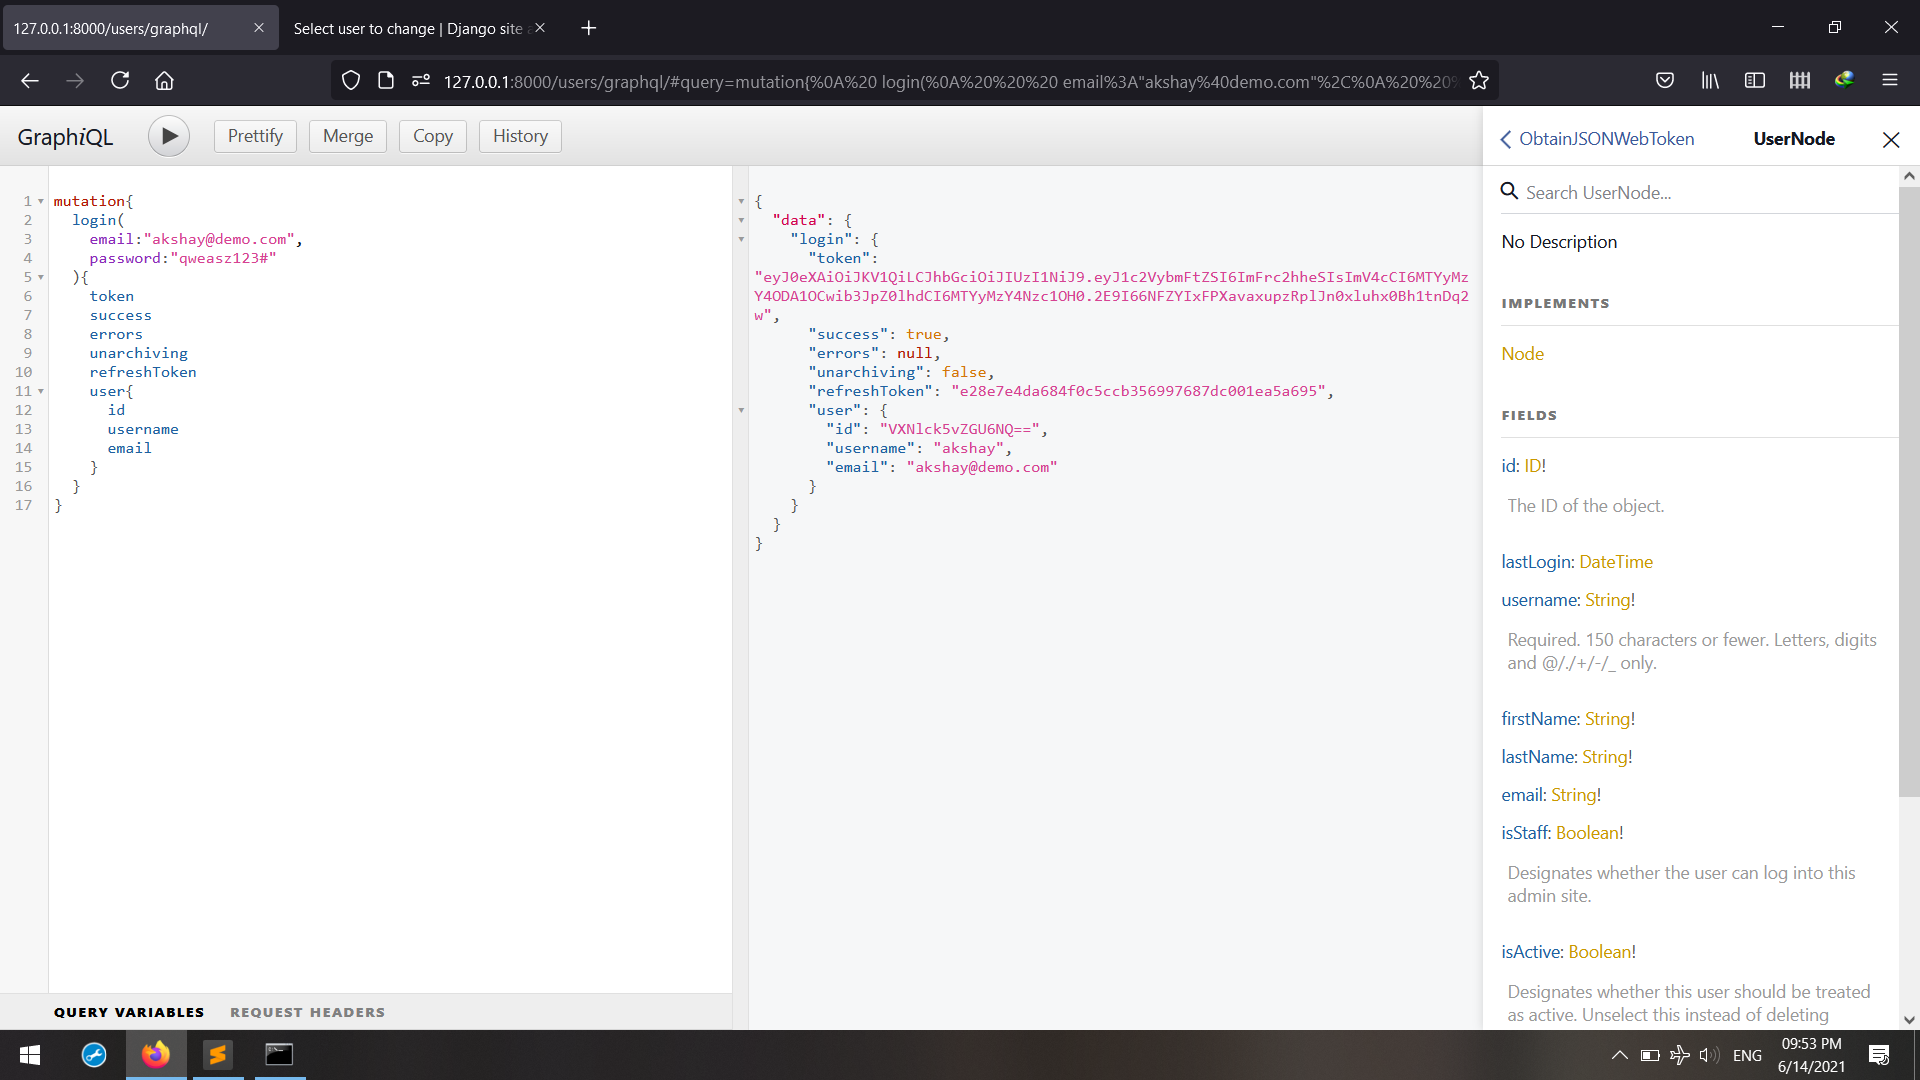 127.0.0.1:8000/users/graphql/
Select user to change | Django site a
127.0.0.1:8000/users/graphql/#query=mutation{%0A%20 login(%0A%20%20%20 email%3A"akshay%40demo.com"%2C%0A%20%20%
GraphiQL
Prettify
Merge
Copy
History
1 mutation{
2 login(
3 email:"akshay@demo.com",
4 password:"qweasz123#"
5 ){
6 token
7 success
8 errors
9 unarchiving
10 refreshToken
11 user{
12 id
13 username
14 email
15 }
16 }
17 }
{
"data": {
"login": {
"token":
"eyJ0eXAiOiJKV1QiLCJhbGciOiJIUzI1NiJ9.eyJ1c2VybmFtZSI6ImFrc2hheSIsImV4cCI6MTYyMz
Y4ODA1OCwib3JpZ0lhdCI6MTYyMzY4Nzc1OH0.2E9I66NFZYIxFPXavaxupzRplJn0xluhx0Bh1tnDq2
w",
"success": true,
"errors": null,
"unarchiving": false,
"refreshToken": "e28e7e4da684f0c5ccb356997687dc001ea5a695",
"user": {
"id": "VXNlck5vZGU6NQ==",
"username": "akshay",
"email": "akshay@demo.com"
}
}
}
}
ObtainJSONWebToken
UserNode
Search UserNode...
No Description
IMPLEMENTS
Node
FIELDS
id: ID!
The ID of the object.
lastLogin: DateTime
username: String!
Required. 150 characters or fewer. Letters, digits
and @/./+/-/_ only.
firstName: String!
lastName: String!
email: String!
isStaff: Boolean!
Designates whether the user can log into this
admin site.
isActive: Boolean!
Designates whether this user should be treated
as active. Unselect this instead of deleting
QUERY VARIABLES
REQUEST HEADERS
ENG
09:53 PM
6/14/2021